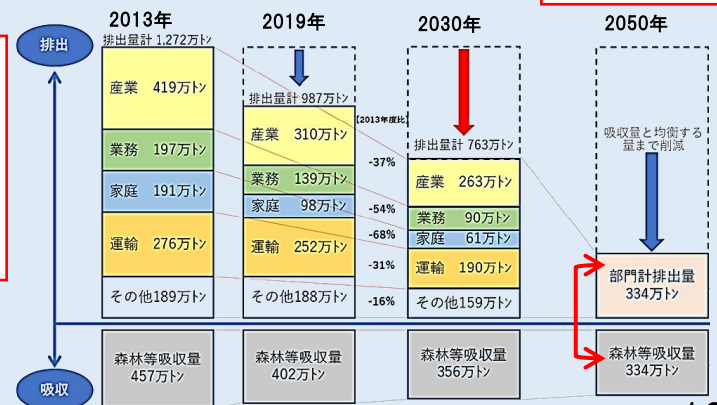 2013年
2019年
2030年
2050年
排出
排出量計 1,272万トン
産業 419万トン
業務 197万トン
家庭 191万トン
運輸 276万トン
その他189万トン
森林等吸収量
457万トン
排出量計 987万トン
産業 310万トン
業務 139万トン
家庭 98万トン
運輸 252万トン
その他188万トン
森林等吸収量
402万トン
【2013年度比】
-37%
-54%
-68%
-31%
-16%
排出量計 763万トン
産業 263万トン
業務 90万トン
家庭 61万トン
運輸 190万トン
その他159万トン
森林等吸収量
356万トン
吸収量と均衡する
量まで削減
部門計排出量
334万トン
森林等吸収量
334万トン
吸収